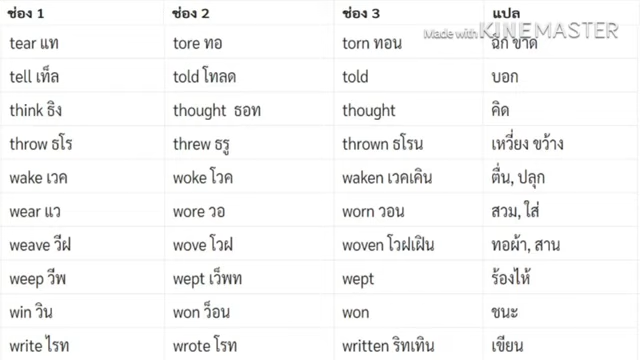 ช่อง 1 ช่อง 2 ช่อง 3 แปล
Made with KINEMASTER
tear แท tore ทอ torn ทอน ฉีก ขาด
tell เท็ล told โทลด told บอก
think ธิง thought ธอท thought คิด
throw ธโร threw ธรู thrown ธโรน เหวี่ยง ขว้าง
wake เวค woke โวค waken เวคเคิน ตื่น, ปลุก
wear แว wore วอ worn วอน สวม, ใส่
weave วีฝ wove โวฝ woven โวฝเฝิน ทอผ้า, สาน
weep วีพ wept เว็พท wept ร้องไห้
win วิน won ว็อน won ชนะ
write ไรท wrote โรท written ริทเทิน เขียน